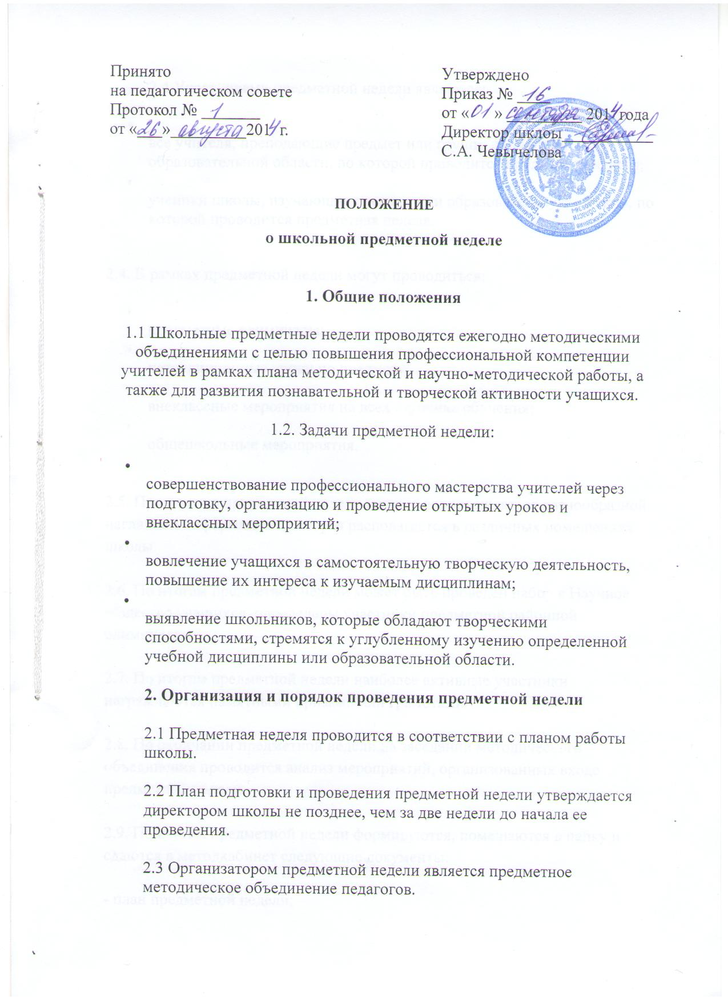 Принято
на педагогическом совете
Протокол № 1
от «26» августа 2014 г.
Утверждено
Приказ № 16
от «01» сентября 2014 года
Директор шклоы
С.А. Чевычелова
ПОЛОЖЕНИЕ
о школьной предметной неделе
1. Общие положения
1.1 Школьные предметные недели проводятся ежегодно методическими
объединениями с целью повышения профессиональной компетенции
учителей в рамках плана методической и научно-методической работы, а
также для развития познавательной и творческой активности учащихся.
1.2. Задачи предметной недели:
•
совершенствование профессионального мастерства учителей через
подготовку, организацию и проведение открытых уроков и
внеклассных мероприятий;
•
вовлечение учащихся в самостоятельную творческую деятельность,
повышение их интереса к изучаемым дисциплинам;
•
выявление школьников, которые обладают творческими
способностями, стремятся к углубленному изучению определенной
учебной дисциплины или образовательной области.
2. Организация и порядок проведения предметной недели
2.1 Предметная неделя проводится в соответствии с планом работы
школы.
2.2 План подготовки и проведения предметной недели утверждается
директором школы не позднее, чем за две недели до начала ее
проведения.
2.3 Организатором предметной недели является предметное
методическое объединение педагогов.